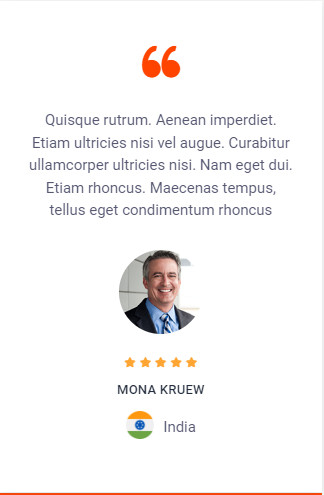 “
Quisque rutrum. Aenean imperdiet.
Etiam ultricies nisi vel augue. Curabitur
ullamcorper ultricies nisi. Nam eget dui.
Etiam rhoncus. Maecenas tempus,
tellus eget condimentum rhoncus
MONA KRUEW
India